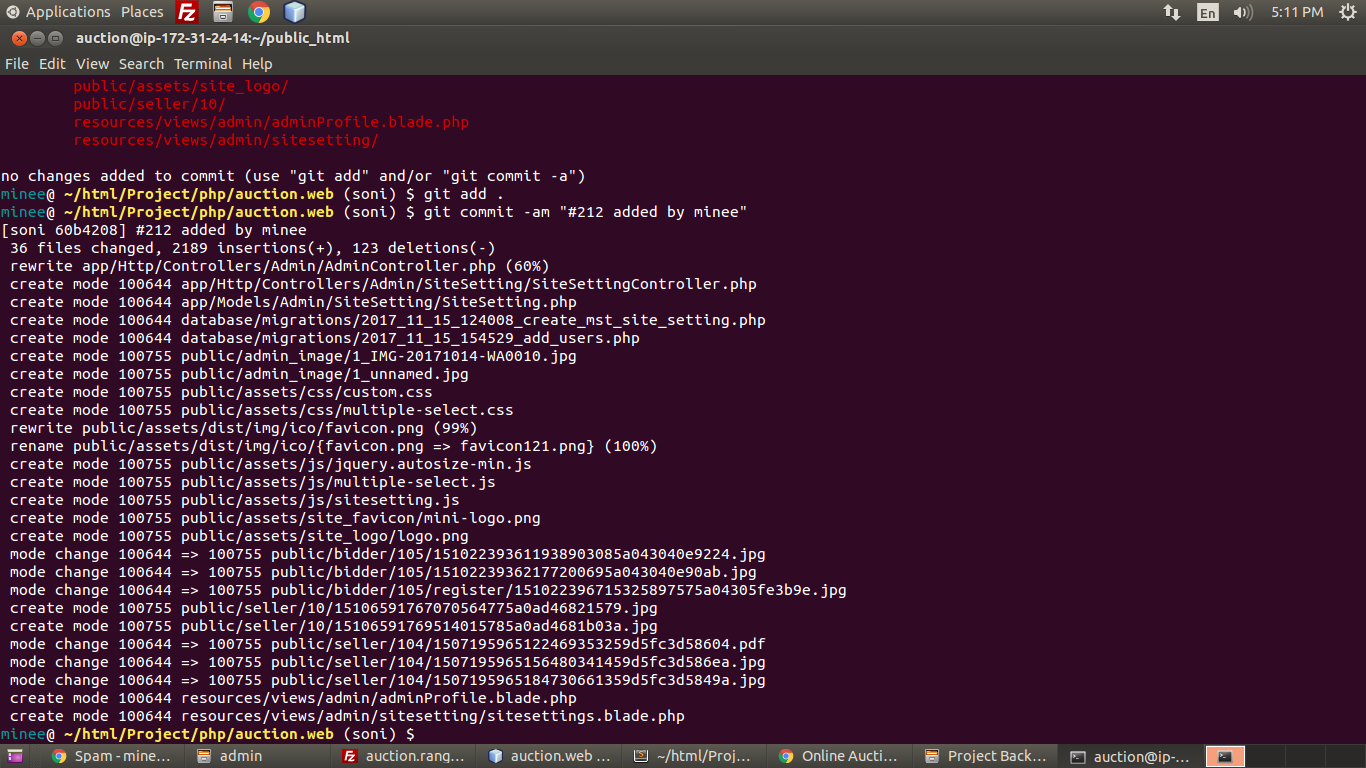 Applications Places En 5:11 PM
auction@ip-172-31-24-14:~/public_html
File Edit View Search Terminal Help
public/assets/site_logo/
public/seller/10/
resources/views/admin/adminProfile.blade.php
resources/views/admin/sitesetting/
no changes added to commit (use "git add" and/or "git commit -a")
minee@ ~/html/Project/php/auction.web (soni) $ git add .
minee@ ~/html/Project/php/auction.web (soni) $ git commit -am "#212 added by minee"
[soni 60b4208] #212 added by minee
36 files changed, 2189 insertions(+), 123 deletions(-)
rewrite app/Http/Controllers/Admin/AdminController.php (60%)
create mode 100644 app/Http/Controllers/Admin/SiteSetting/SiteSettingController.php
create mode 100644 app/Models/Admin/SiteSetting/SiteSetting.php
create mode 100644 database/migrations/2017_11_15_124008_create_mst_site_setting.php
create mode 100644 database/migrations/2017_11_15_154529_add_users.php
create mode 100755 public/admin_image/1_IMG-20171014-WA0010.jpg
create mode 100755 public/admin_image/1_unnamed.jpg
create mode 100755 public/assets/css/custom.css
create mode 100755 public/assets/css/multiple-select.css
rewrite public/assets/dist/img/ico/favicon.png (99%)
rename public/assets/dist/img/ico/{favicon.png => favicon121.png} (100%)
create mode 100755 public/assets/js/jquery.autosize-min.js
create mode 100755 public/assets/js/multiple-select.js
create mode 100755 public/assets/js/sitesetting.js
create mode 100755 public/assets/site_favicon/mini-logo.png
create mode 100755 public/assets/site_logo/logo.png
mode change 100644 => 100755 public/bidder/105/151022393611938903085a043040e9224.jpg
mode change 100644 => 100755 public/bidder/105/15102239362177200695a043040e90ab.jpg
mode change 100644 => 100755 public/bidder/105/register/151022396715325897575a04305fe3b9e.jpg
create mode 100755 public/seller/10/15106591767070564775a0ad46821579.jpg
create mode 100755 public/seller/10/15106591769514015785a0ad4681b03a.jpg
mode change 100644 => 100755 public/seller/104/1507195965122469353259d5fc3d58604.pdf
mode change 100644 => 100755 public/seller/104/1507195965156480341459d5fc3d586ea.jpg
mode change 100644 => 100755 public/seller/104/1507195965184730661359d5fc3d5849a.jpg
create mode 100644 resources/views/admin/adminProfile.blade.php
create mode 100644 resources/views/admin/sitesetting/sitesettings.blade.php
minee@ ~/html/Project/php/auction.web (soni) $
Spam - mine... admin auction.rang... auction.web ... ~/html/Proj... Online Aucti... Project Back... auction@ip-...